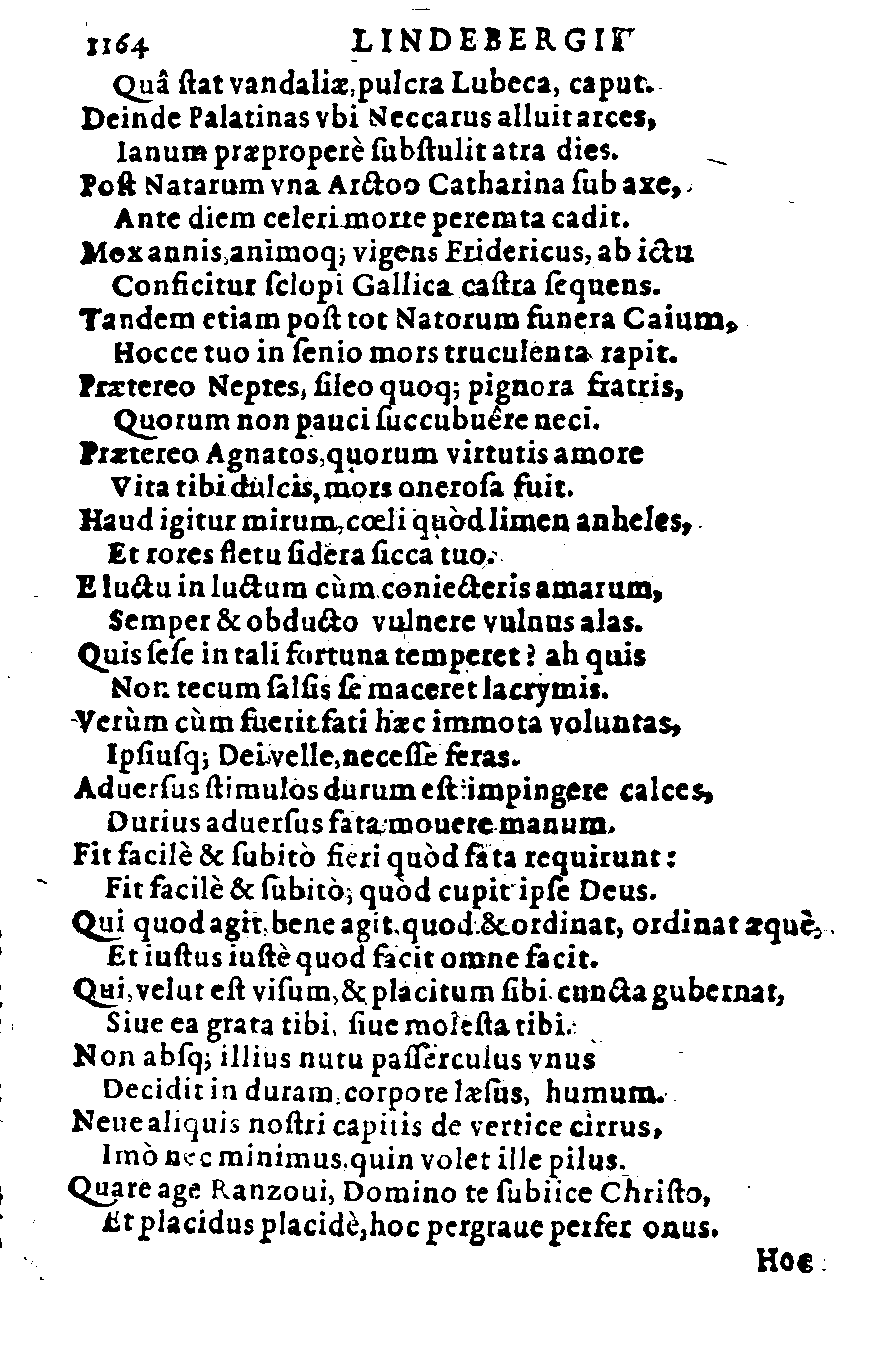 1164 LINDEBERGII
Quâ ſtat vandaliæ, pulcra Lubeca, caput.
Deinde Palatinas vbi Neccarus alluit arces,
Ianum præproperè ſubſtulit atra dies.
Poſt Natarum vna Arctoo Catharina ſub axe,
Ante diem celeri morte peremta cadit.
Mox annis, animoq; vigens Fridericus, ab ictu
Conficitur ſclopi Gallica caſtra ſequens.
Tandem etiam poſt tot Natorum funera Caium,
Hocce tuo in ſenio mors truculenta rapit.
Prætereo Neptes, ſileo quoq; pignora fratris,
Quorum non pauci ſuccubuêre neci.
Prætereo Agnatos, quorum virtutis amore
Vita tibi dulcis, mors oneroſa fuit.
Haud igitur mirum, cœli quòd limen anheles,
Et rores fletu ſidera ſicca tuo.
E luctu in luctum cùm coniecteris amarum,
Semper & obducto vulnere vulnus alas.
Quis ſeſe in tali fortuna temperet? ah quis
Non tecum ſalſis ſe maceret lacrymis.
Verùm cùm fuerit fati hæc immota voluntas,
Ipſiuſq; Dei velle, neceſſe feras.
Aduerſus ſtimulos durum eſt impingere calces,
Durius aduerſus fata mouere manum.
Fit facilè & ſubitò fieri quòd fata requirunt:
Fit facilè & ſubitò; quòd cupit ipſe Deus.
Qui quod agit, bene agit, quod & ordinat, ordinat æquè,
Et iuſtus iuſtè quod facit omne facit.
Qui, velut eſt viſum, & placitum ſibi cuncta gubernat,
Siue ea grata tibi, ſiue moleſta tibi.
Non abſq; illius nutu paſſerculus vnus
Decidit in duram, corpore læſus, humum.
Neue aliquis noſtri capitis de vertice cirrus,
Imò nec minimus, quin volet ille pilus.
Quare age Ranzoui, Domino te ſubiice Chriſto,
Et placidus placidè, hoc pergraue perfer onus.
Hoc